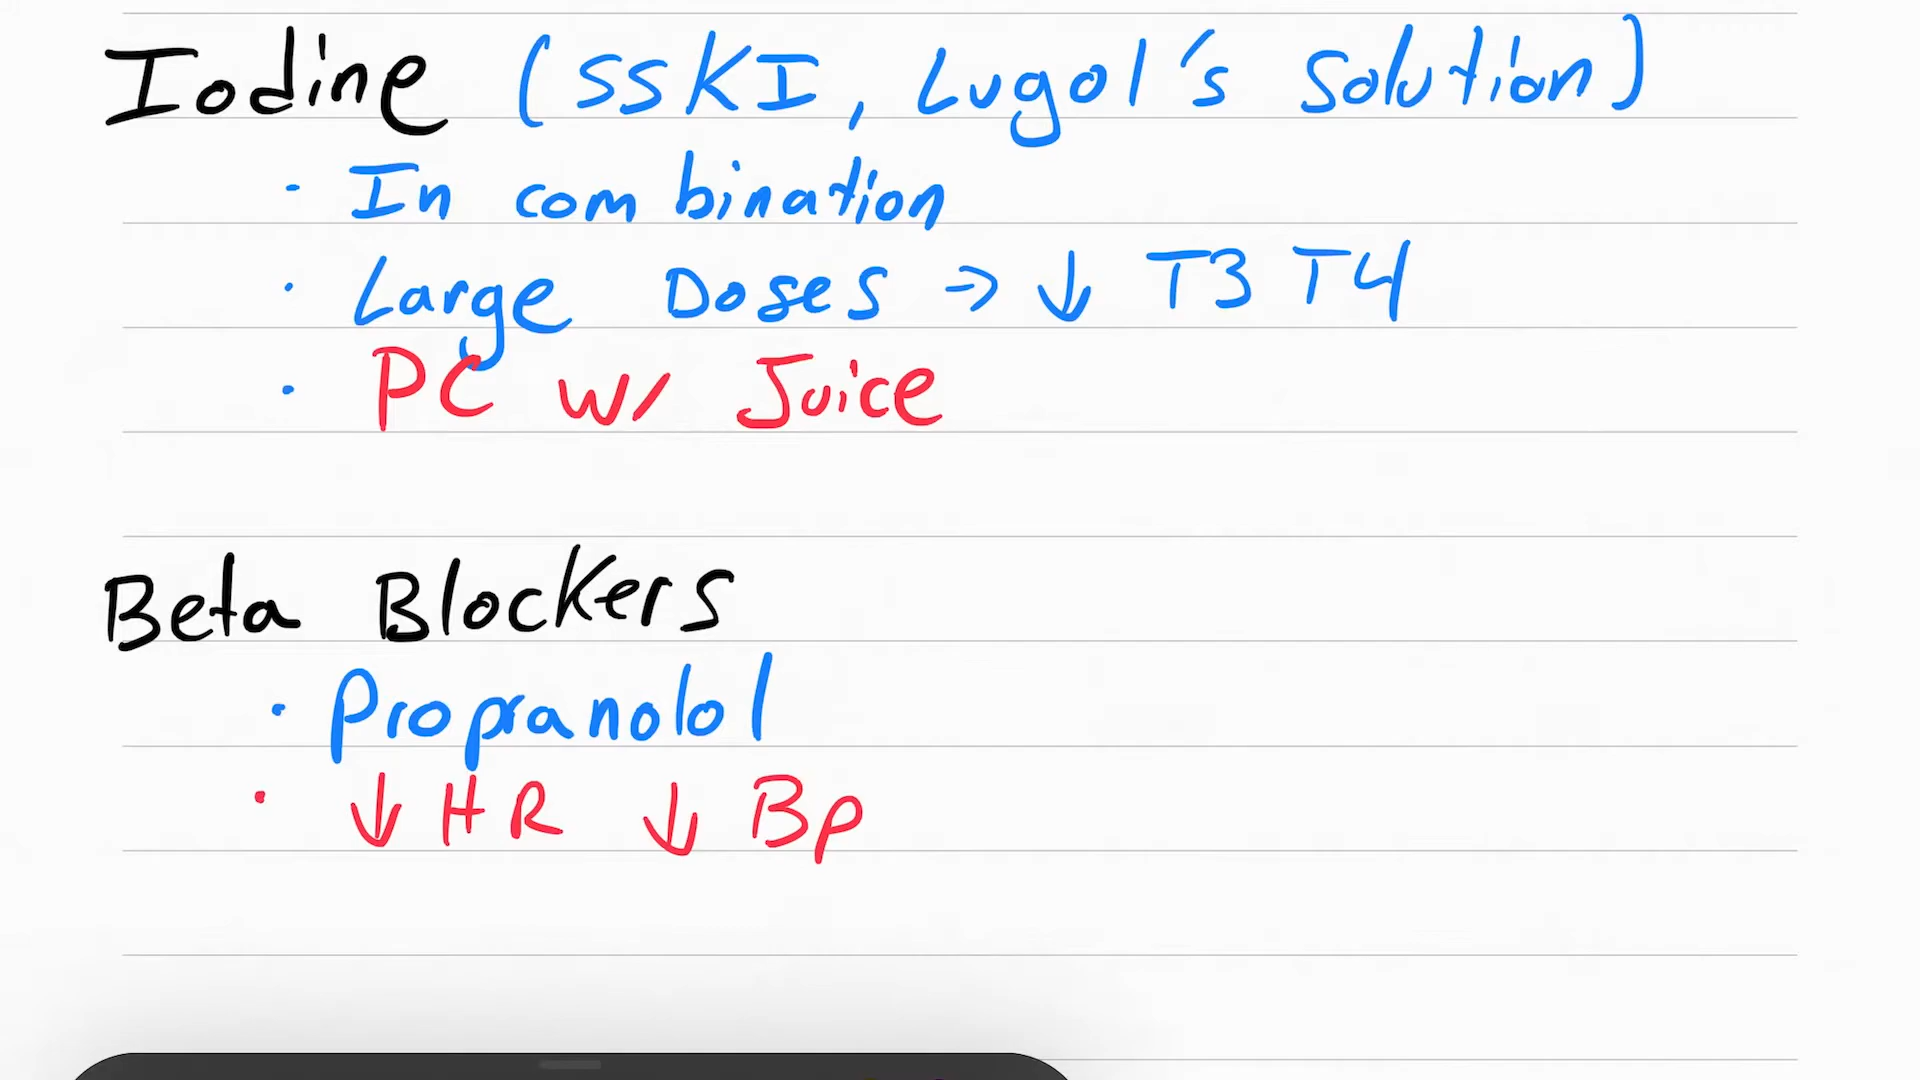 Iodine (SSKI, Lugol's Solution)
· In combination
· Large Doses → ↓ T3 T4
· PC w/ Juice
Beta Blockers
· Propranolol
· ↓ HR ↓ Bp